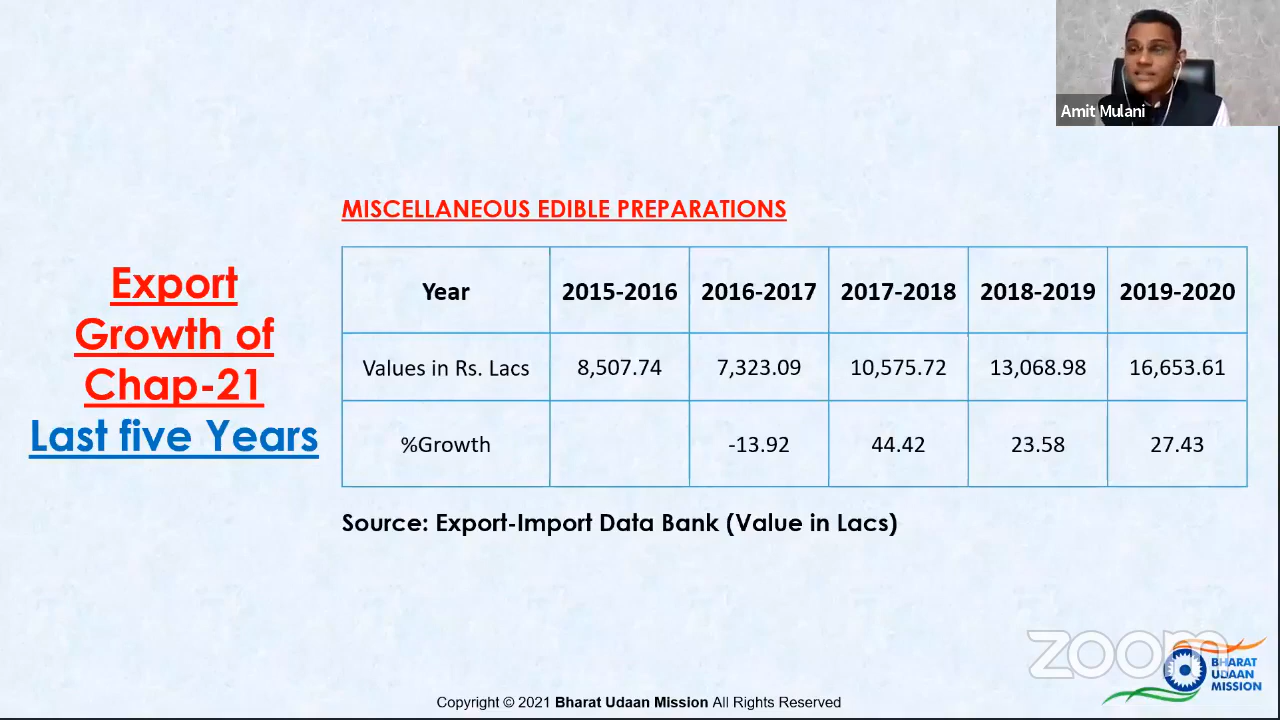 Amit Mulani
MISCELLANEOUS EDIBLE PREPARATIONS
Export
Growth of
Chap-21
Last five Years
Year 2015-2016 2016-2017 2017-2018 2018-2019 2019-2020
Values in Rs. Lacs 8,507.74 7,323.09 10,575.72 13,068.98 16,653.61
%Growth -13.92 44.42 23.58 27.43
Source: Export-Import Data Bank (Value in Lacs)
zoom
BHARAT
UDAAN
MISSION
Copyright © 2021 Bharat Udaan Mission All Rights Reserved